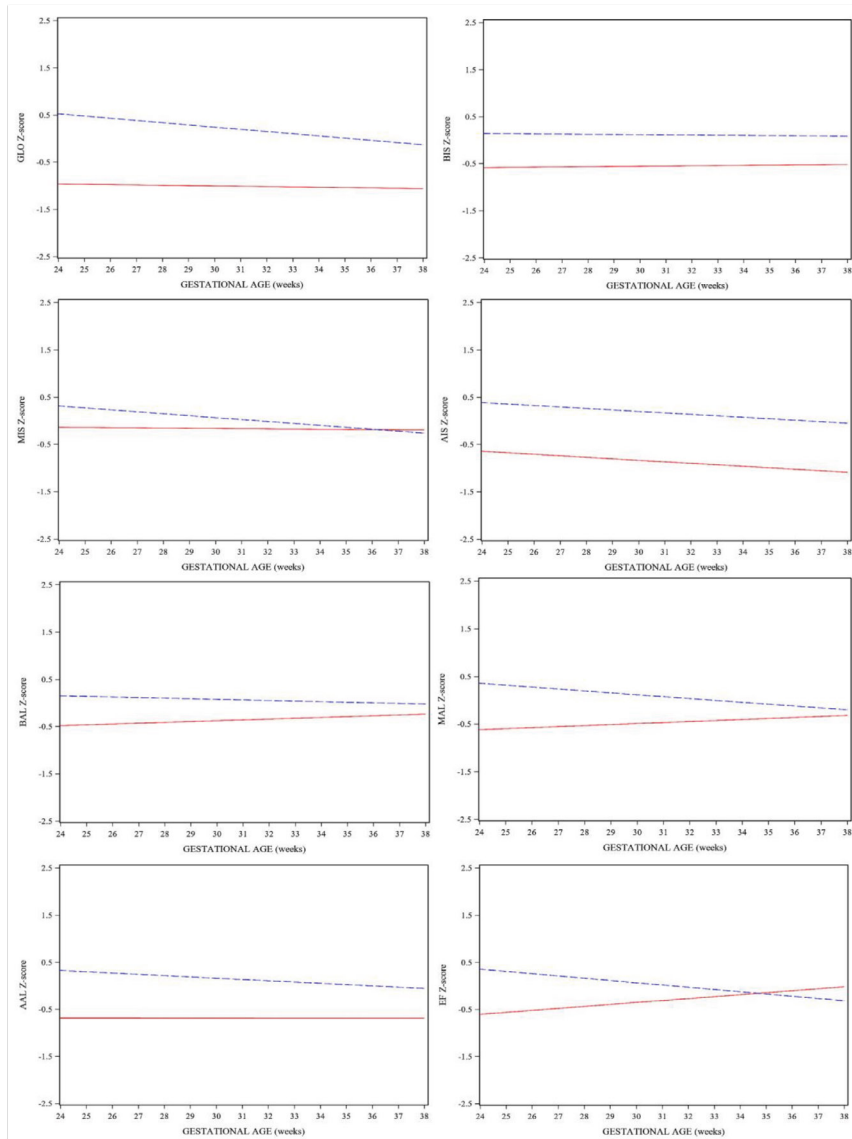 2.5
1.5
0.5
-0.5
-1.5
-2.5
GLO Z-score
24 25 26 27 28 29 30 31 32 33 34 35 36 37 38
GESTATIONAL AGE (weeks)
2.5
1.5
0.5
-0.5
-1.5
-2.5
BIS Z-score
24 25 26 27 28 29 30 31 32 33 34 35 36 37 38
GESTATIONAL AGE (weeks)
2.5
1.5
0.5
-0.5
-1.5
-2.5
MIS Z-score
24 25 26 27 28 29 30 31 32 33 34 35 36 37 38
GESTATIONAL AGE (weeks)
2.5
1.5
0.5
-0.5
-1.5
-2.5
AIS Z-score
24 25 26 27 28 29 30 31 32 33 34 35 36 37 38
GESTATIONAL AGE (weeks)
2.5
1.5
0.5
-0.5
-1.5
-2.5
BAL Z-score
24 25 26 27 28 29 30 31 32 33 34 35 36 37 38
GESTATIONAL AGE (weeks)
2.5
1.5
0.5
-0.5
-1.5
-2.5
MAL Z-score
24 25 26 27 28 29 30 31 32 33 34 35 36 37 38
GESTATIONAL AGE (weeks)
2.5
1.5
0.5
-0.5
-1.5
-2.5
AAL Z-score
24 25 26 27 28 29 30 31 32 33 34 35 36 37 38
GESTATIONAL AGE (weeks)
2.5
1.5
0.5
-0.5
-1.5
-2.5
EF Z-score
24 25 26 27 28 29 30 31 32 33 34 35 36 37 38
GESTATIONAL AGE (weeks)